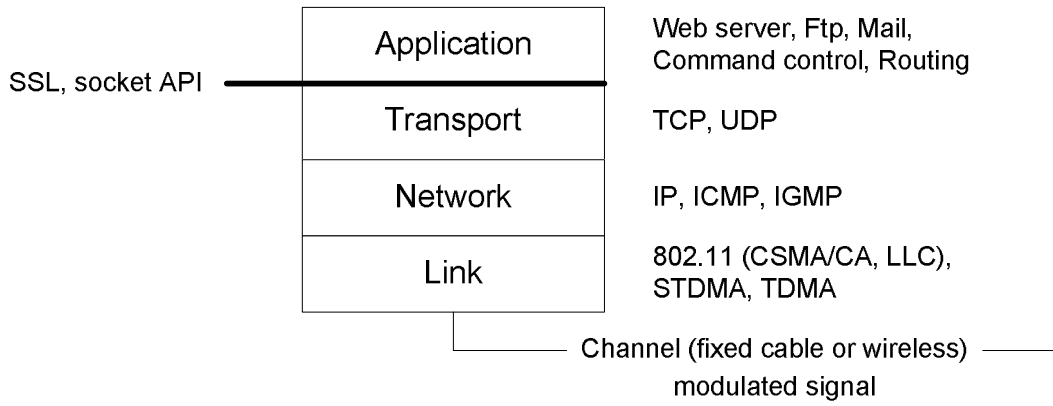 Application
Web server, Ftp, Mail,
Command control, Routing
SSL, socket API
Transport
TCP, UDP
Network
IP, ICMP, IGMP
Link
802.11 (CSMA/CA, LLC),
STDMA, TDMA
Channel (fixed cable or wireless)
modulated signal